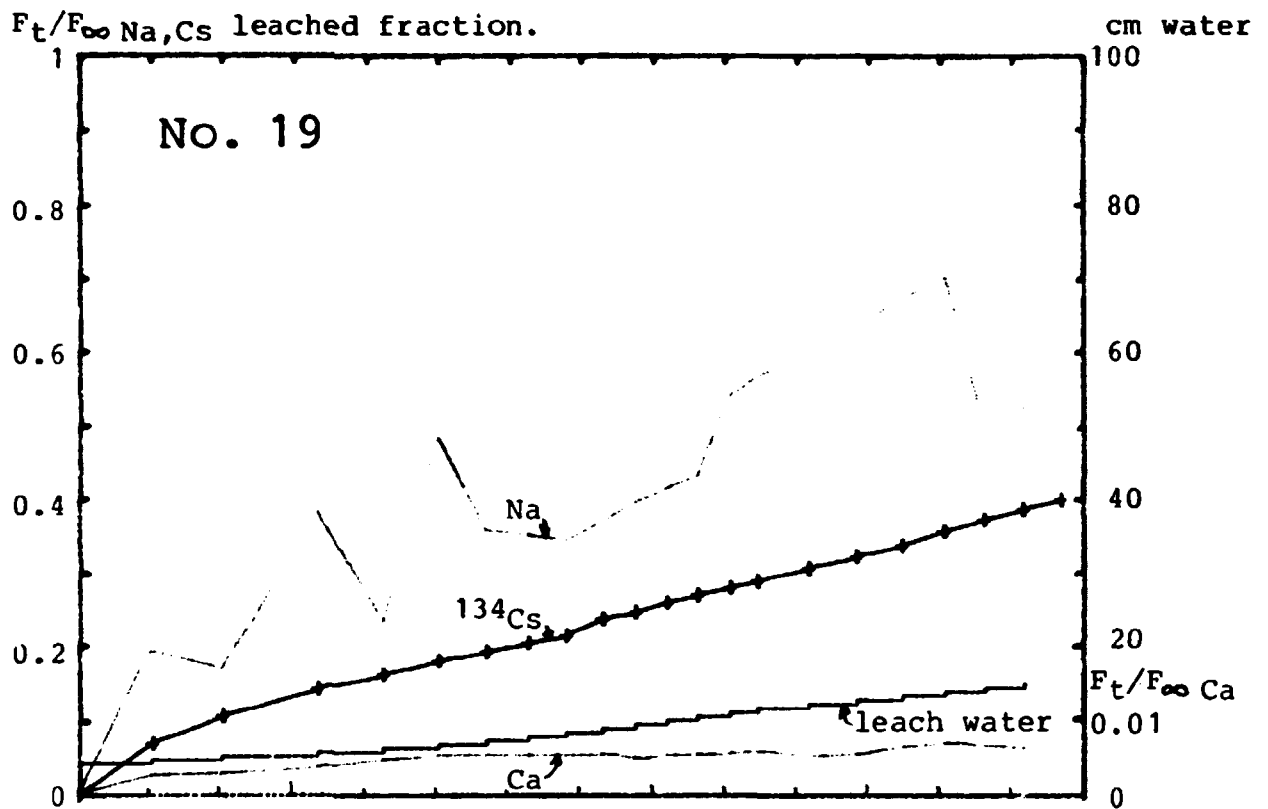 Ft/F∞ Na,Cs leached fraction.
cm water
1
100
No. 19
0.8
80
0.6
60
0.4
40
Na
134Cs
0.2
20
Ft/F∞ Ca
leach water
0.01
Ca
0
0